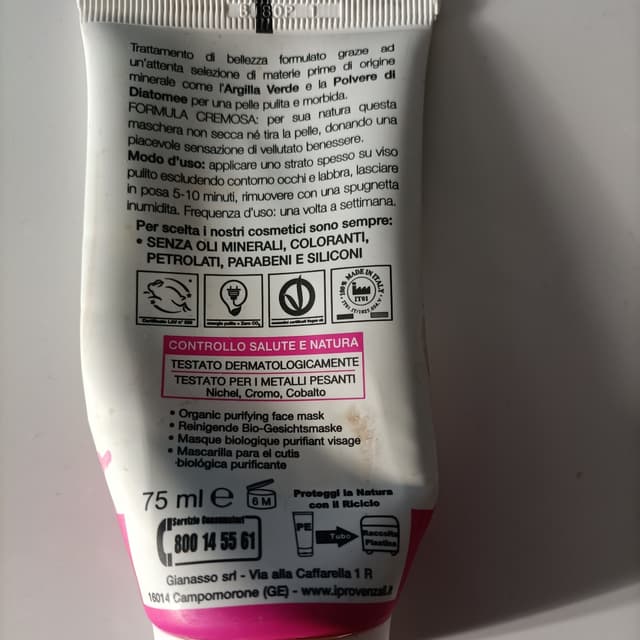 Trattamento di bellezza formulato grazie ad
un'attenta selezione di materie prime di origine
minerale come l'Argilla Verde e la Polvere di
Diatomee per una pelle pulita e morbida.
FORMULA CREMOSA: per sua natura questa
maschera non secca né tira la pelle, donando una
piacevole sensazione di vellutato benessere.
Modo d'uso: applicare uno strato spesso su viso
pulito escludendo contorno occhi e labbra, lasciare
in posa 5-10 minuti, rimuovere con una spugnetta
inumidita. Frequenza d'uso: una volta a settimana.
Per scelta i nostri cosmetici sono sempre:
• SENZA OLI MINERALI, COLORANTI,
PETROLATI, PARABENI E SILICONI
100% MADE IN ITALY
IT01
CONTROLLO SALUTE E NATURA
TESTATO DERMATOLOGICAMENTE
TESTATO PER I METALLI PESANTI
Nichel, Cromo, Cobalto
• Organic purifying face mask
• Reinigende Bio-Gesichtsmaske
• Masque biologique purifiant visage
• Mascarilla para el cutis
biológica purificante
75 ml e 6 M
Proteggi la Natura
con il Riciclo
Servizio Consumatori
800 14 55 61
PE
Tubo
Raccolta
Plastica
Gianasso srl - Via alla Caffarella 1 R
16014 Campomorone (GE) - www.iprovenzali.it